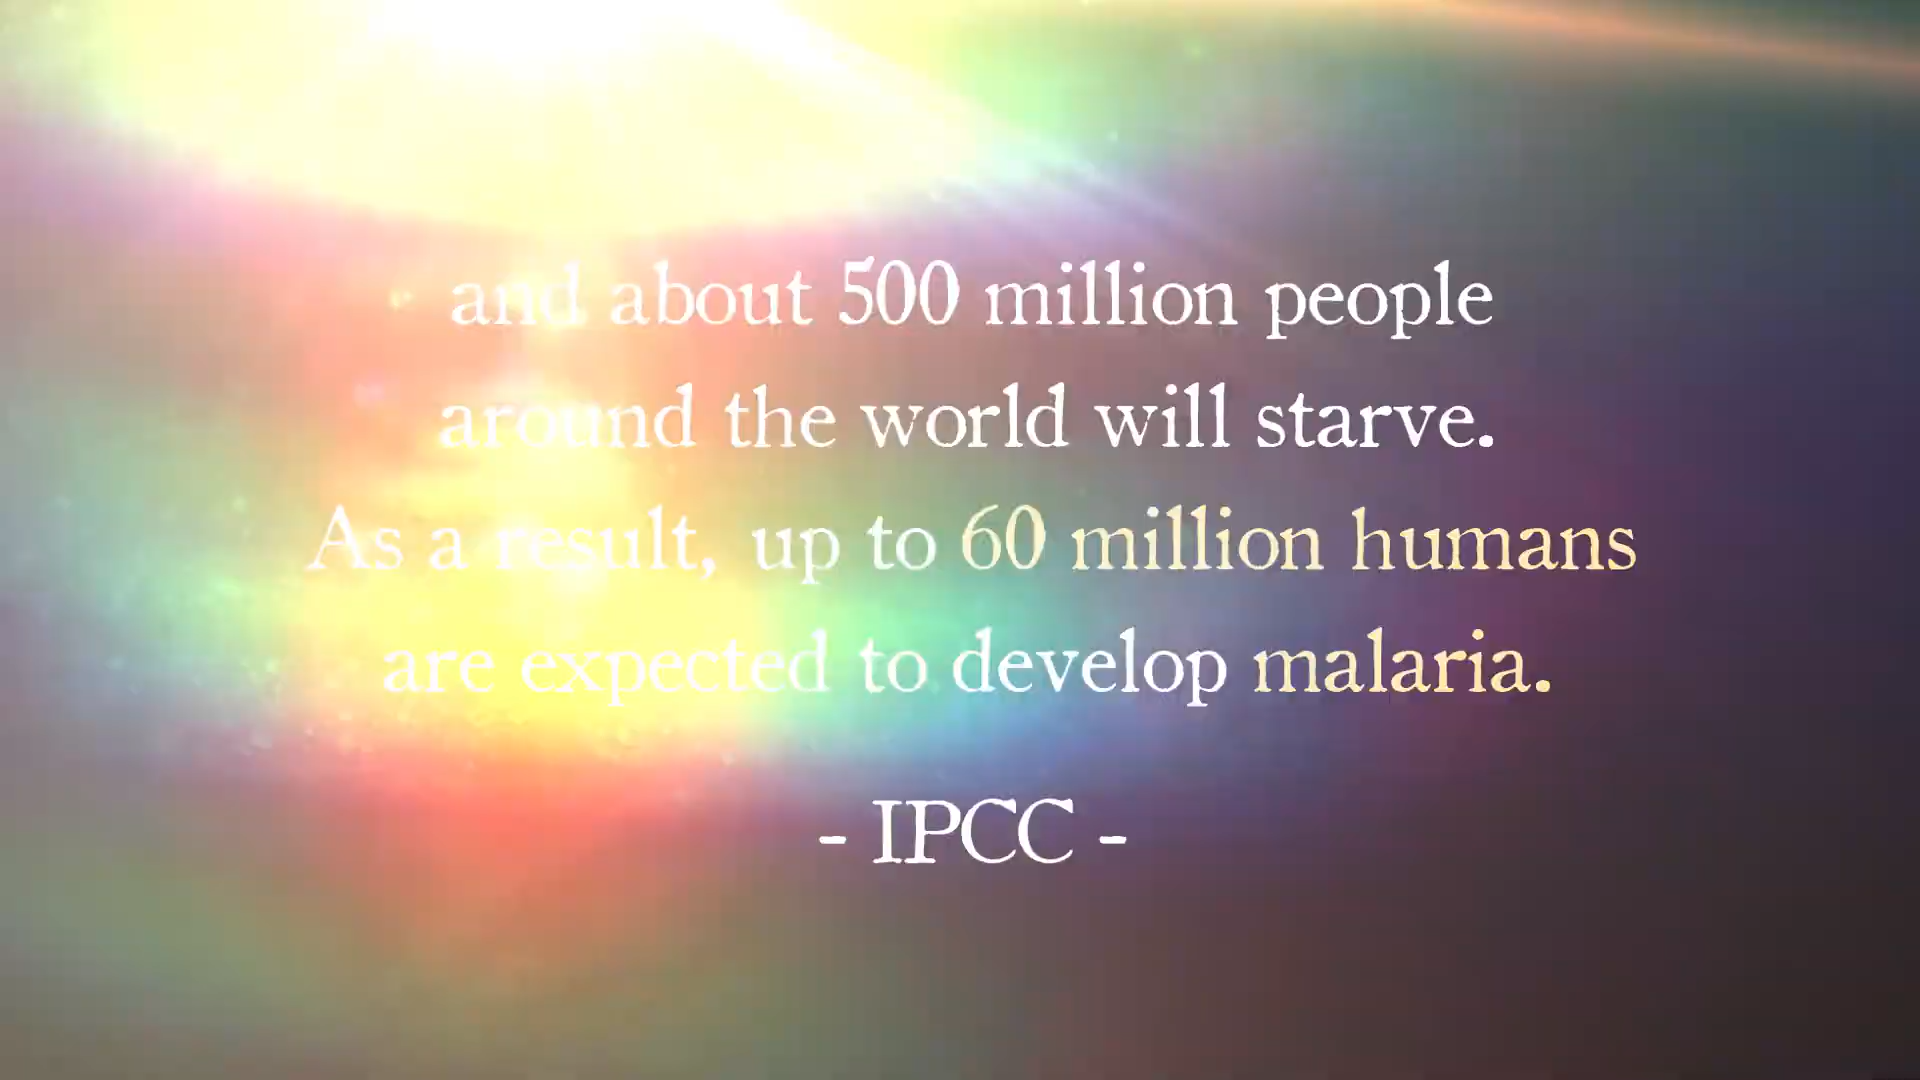 and about 500 million people
around the world will starve.
As a result, up to 60 million humans
are expected to develop malaria.
- IPCC -